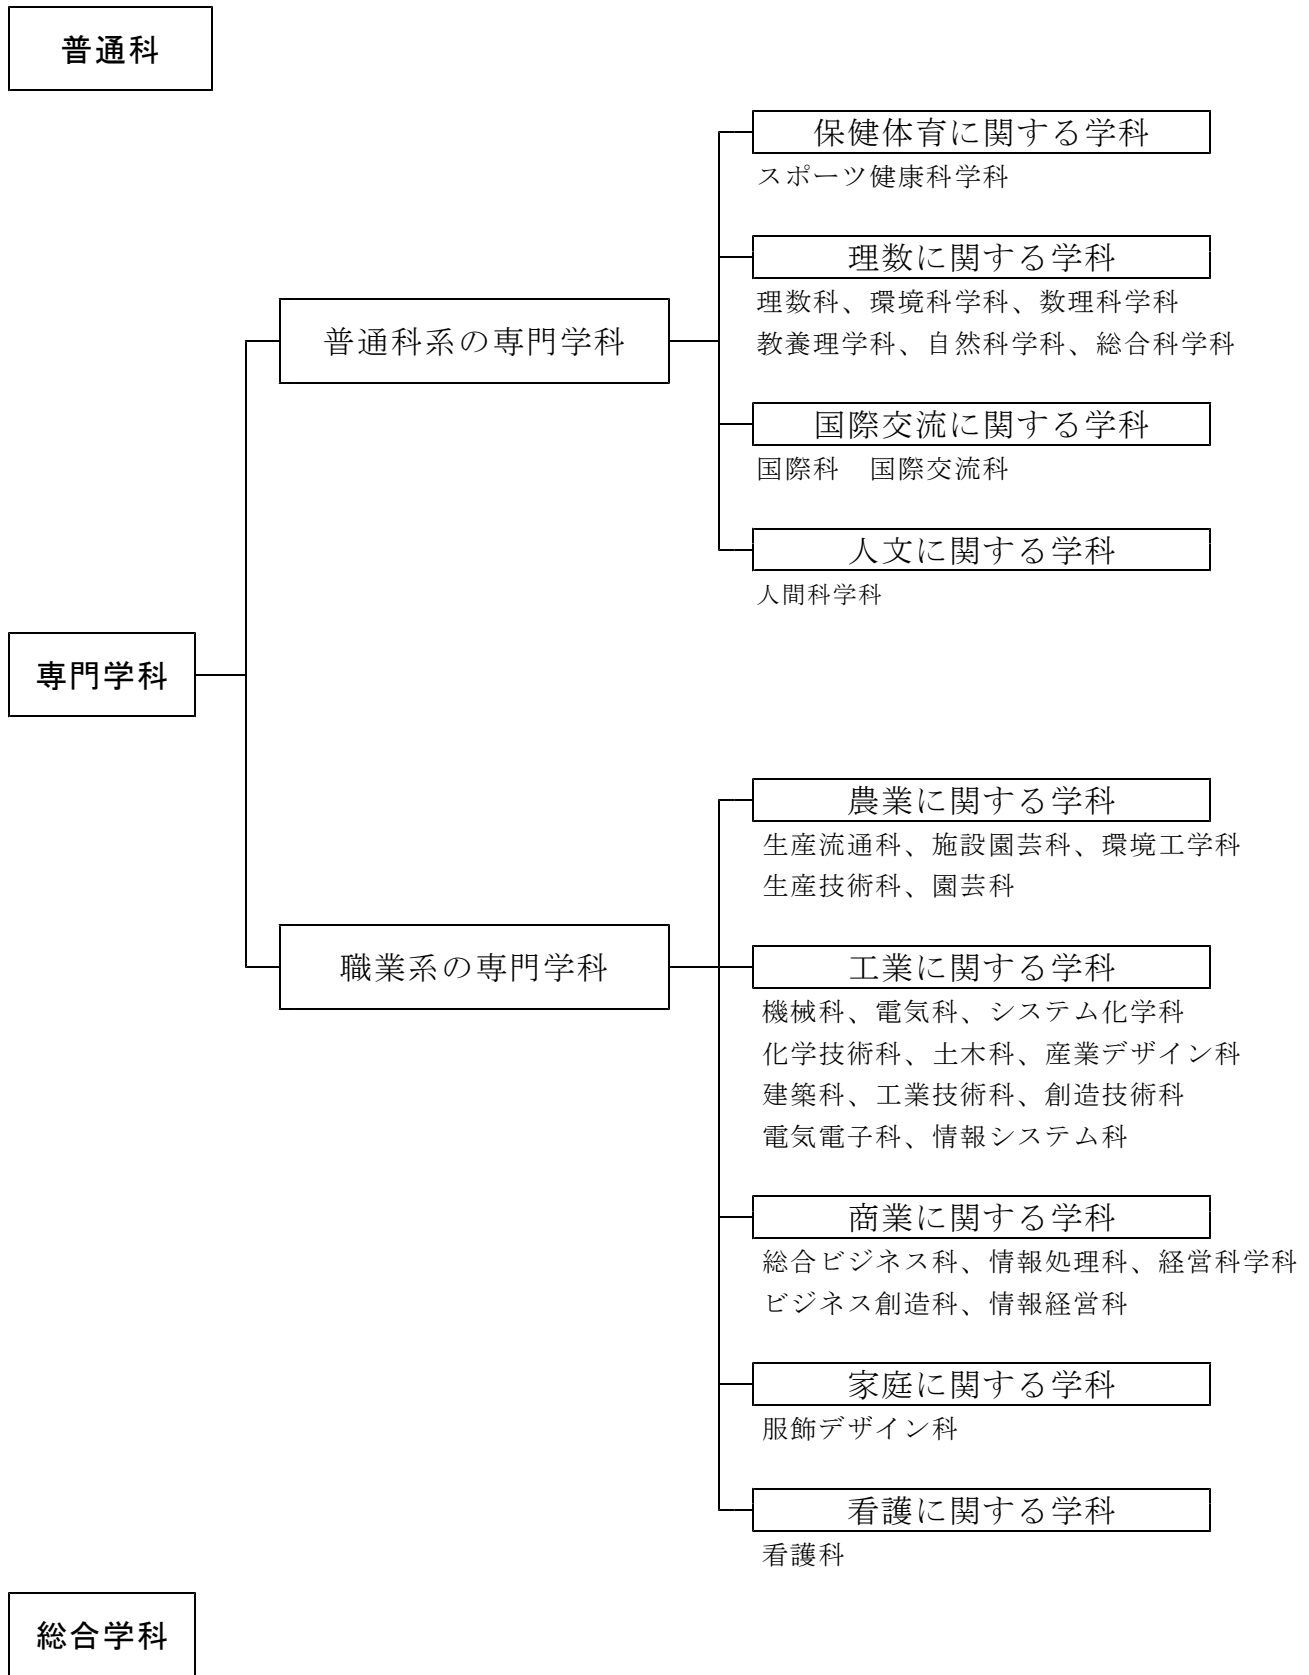 普通科
保健体育に関する学科
スポーツ健康科学科
理数に関する学科
理数科、環境科学科、数理科学科
教養理学科、自然科学科、総合科学科
普通科系の専門学科
国際交流に関する学科
国際科　国際交流科
人文に関する学科
人間科学科
専門学科
農業に関する学科
生産流通科、施設園芸科、環境工学科
生産技術科、園芸科
職業系の専門学科
工業に関する学科
機械科、電気科、システム化学科
化学技術科、土木科、産業デザイン科
建築科、工業技術科、創造技術科
電気電子科、情報システム科
商業に関する学科
総合ビジネス科、情報処理科、経営科学科
ビジネス創造科、情報経営科
家庭に関する学科
服飾デザイン科
看護に関する学科
看護科
総合学科